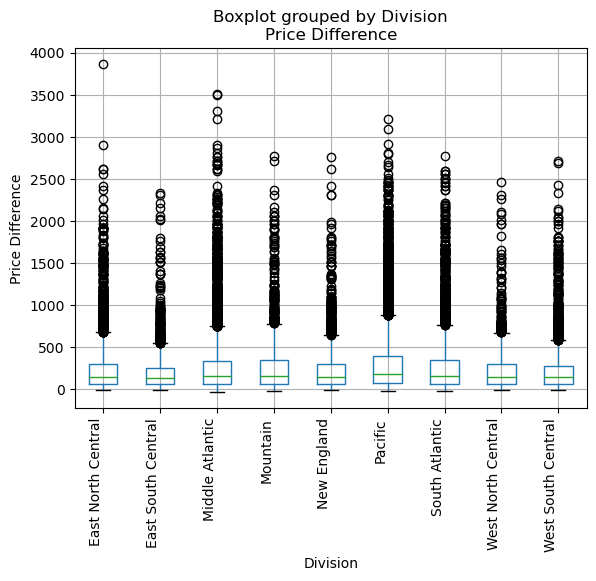 Boxplot grouped by Division
Price Difference
4000
3500
3000
2500
2000
1500
1000
500
0
Price Difference
East North Central
East South Central
Middle Atlantic
Mountain
New England
Pacific
South Atlantic
West North Central
West South Central
Division